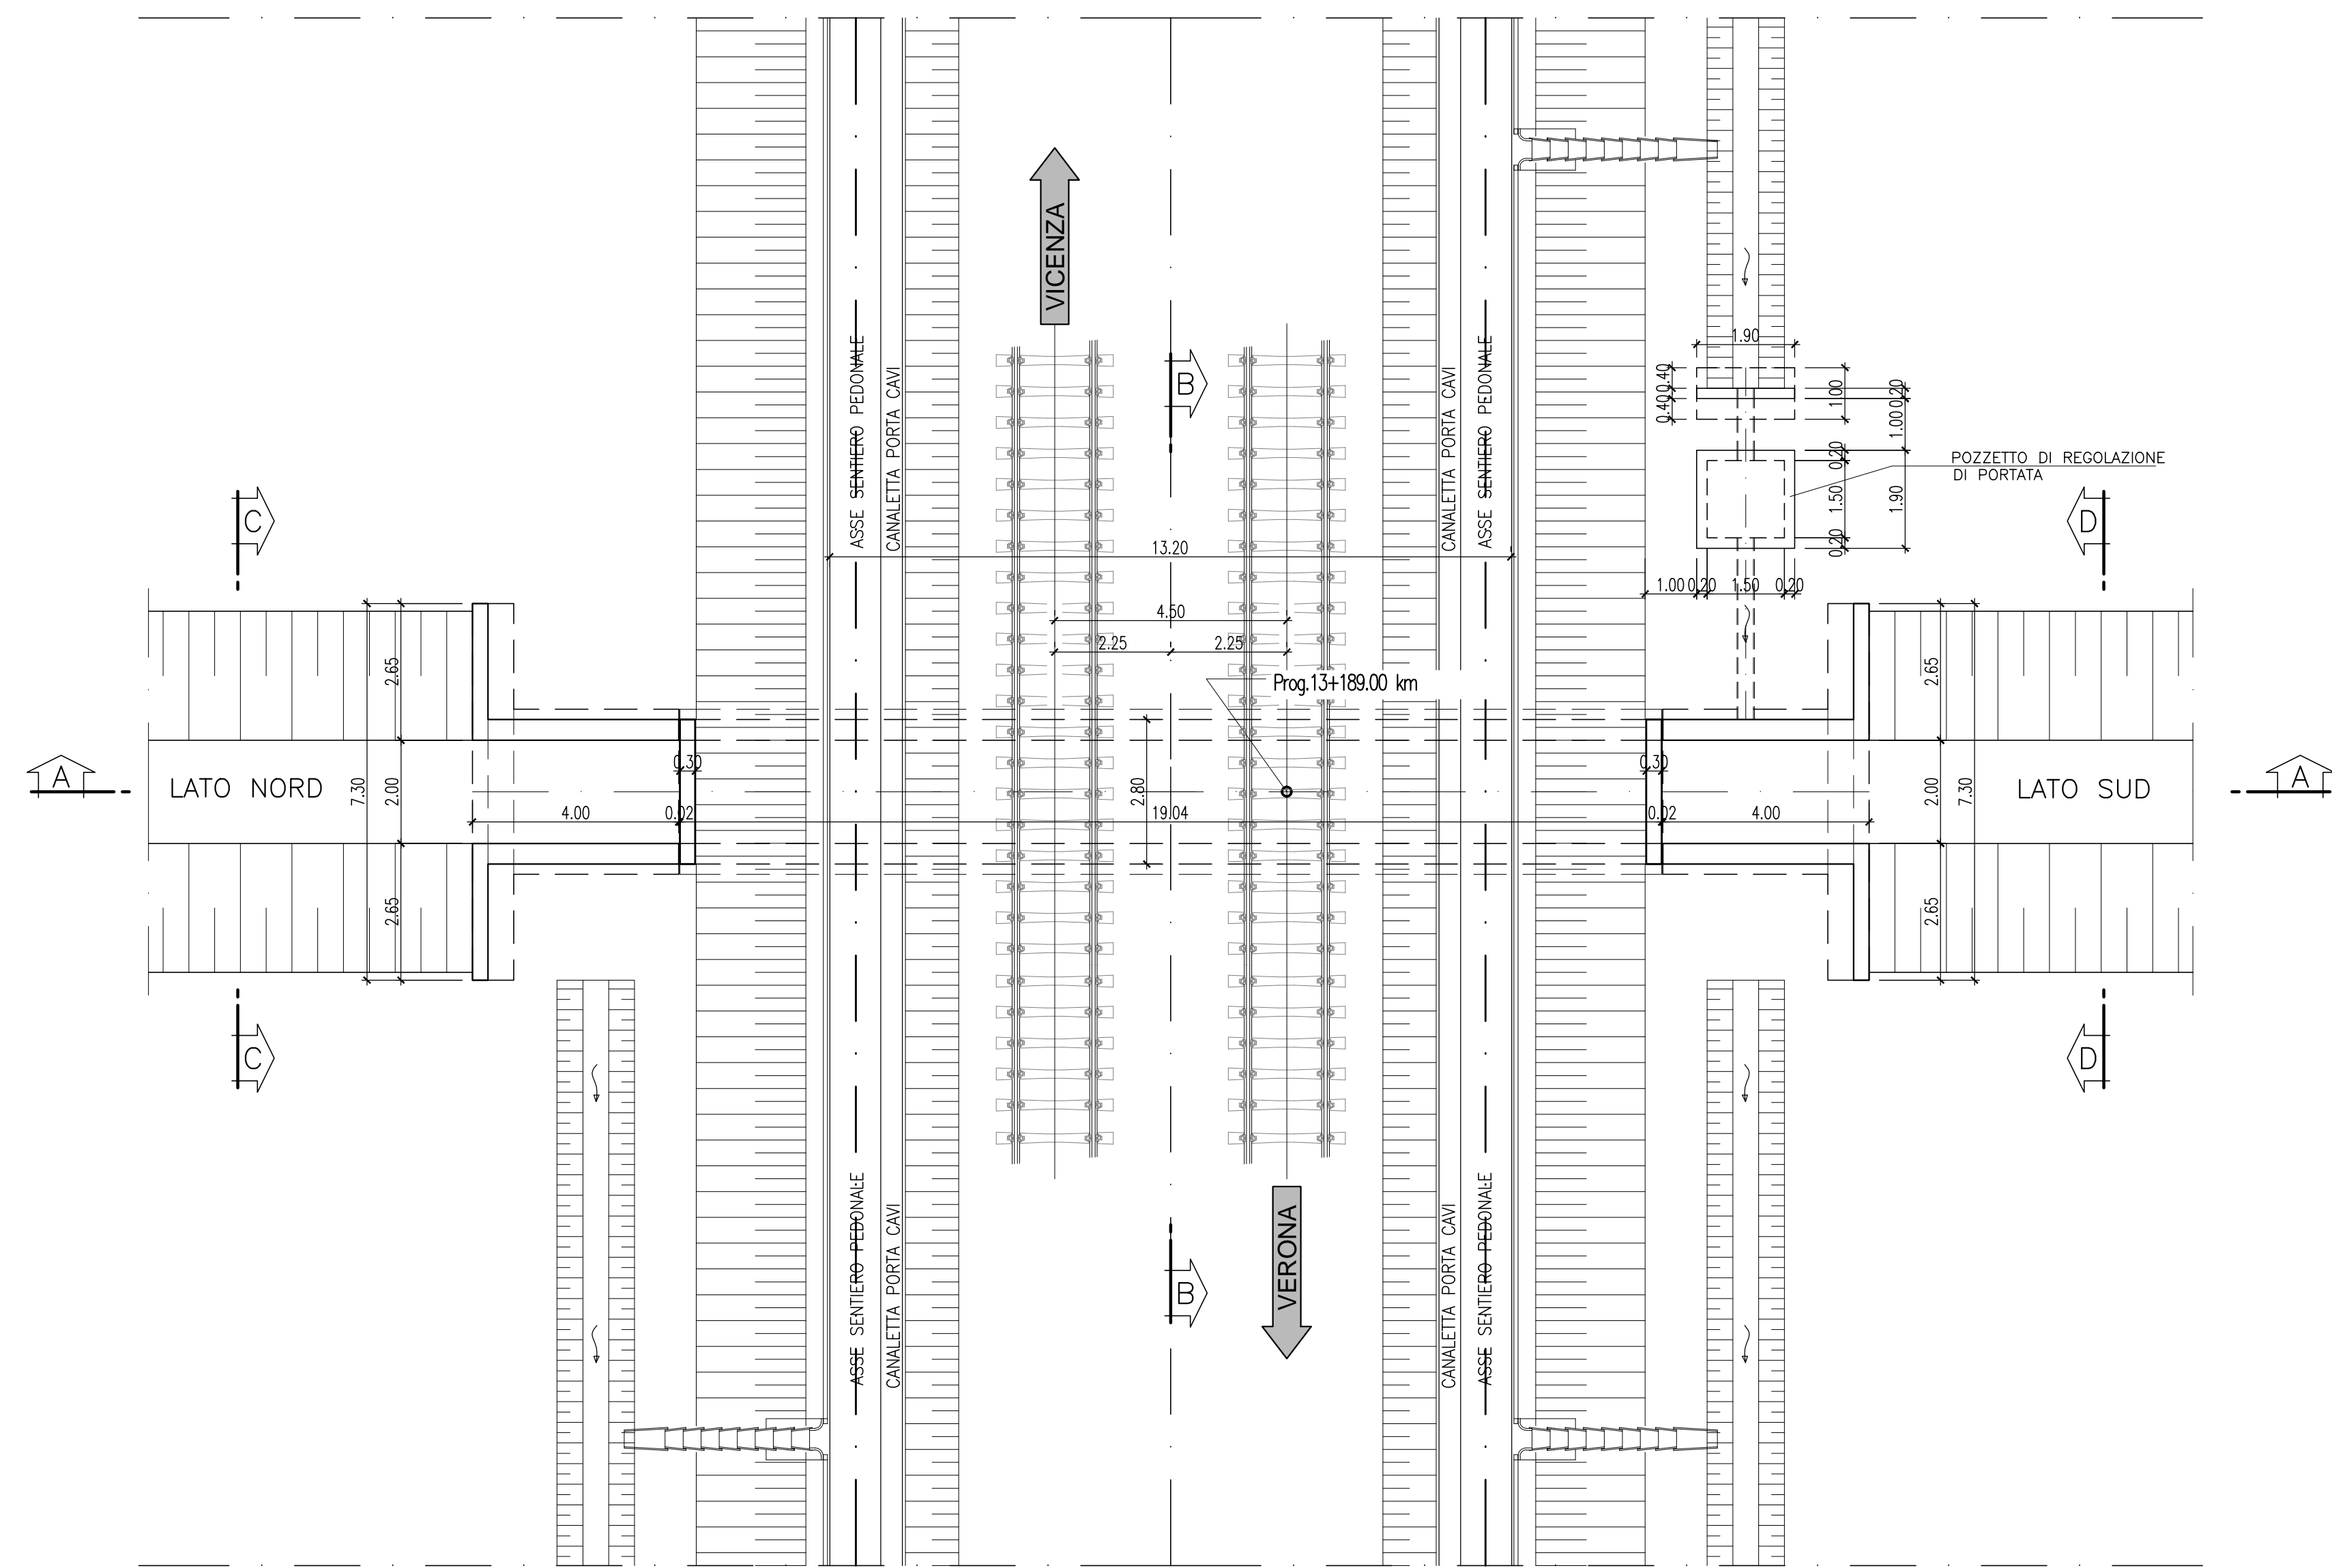 VICENZA
ASSE SENTIERO PEDONALE
CANALETTA PORTA CAVI
B
CANALETTA PORTA CAVI
ASSE SENTIERO PEDONALE
1.90
0.40
0.40
1.00
0.20
1.00
0.20
1.50
0.20
1.90
POZZETTO DI REGOLAZIONE
DI PORTATA
C
D
13.20
1.00
0.20
1.50
0.20
4.50
2.25
2.25
Prog.13+189.00 km
2.65
2.65
A
LATO NORD
7.30
2.00
0.30
2.80
0.30
2.00
7.30
LATO SUD
A
4.00
0.02
19.04
0.02
4.00
2.65
2.65
C
D
ASSE SENTIERO PEDONALE
CANALETTA PORTA CAVI
B
VERONA
CANALETTA PORTA CAVI
ASSE SENTIERO PEDONALE